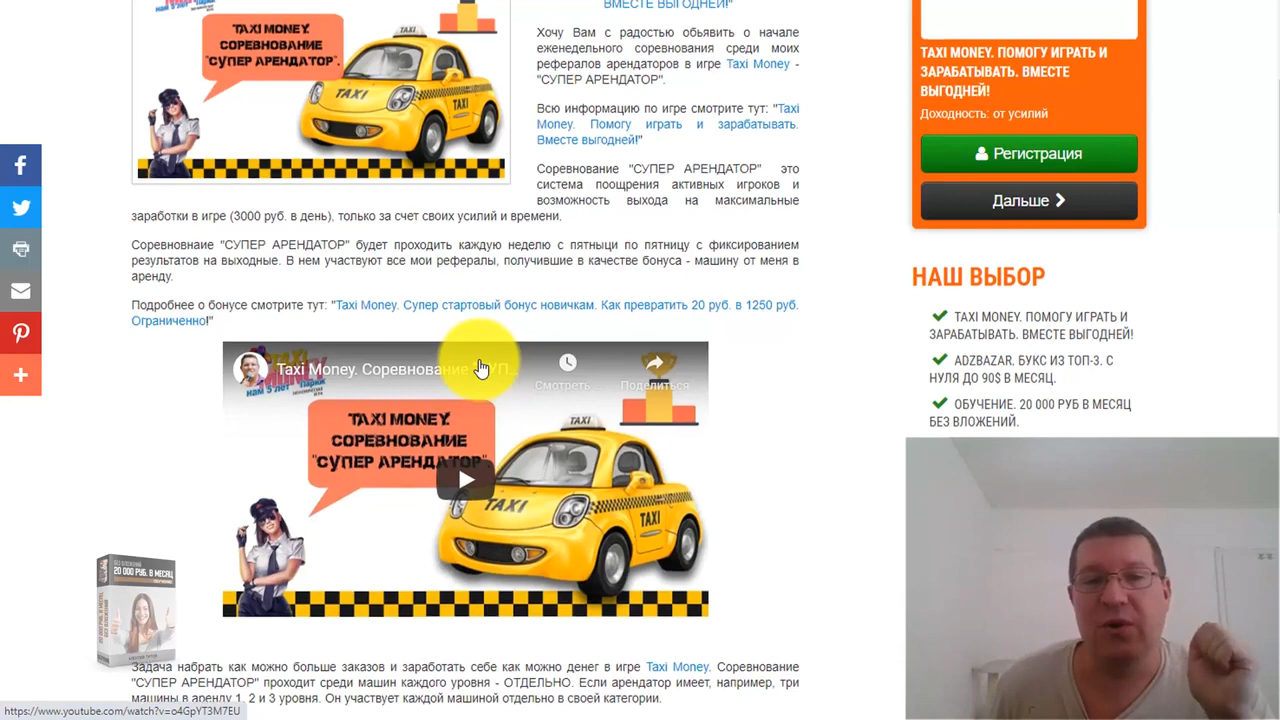 ВМЕСТЕ ВЫГОДНЕЙ!"
TAXI MONEY.
СОРЕВНОВАНИЕ
"СУПЕР АРЕНДАТОР".
TAXI
TAXI
TAXI
Хочу Вам с радостью обьявить о начале
еженедельного соревнования среди моих
рефералов арендаторов в игре Taxi Money -
"СУПЕР АРЕНДАТОР".
Всю информацию по игре смотрите тут: "Taxi
Money. Помогу играть и зарабатывать.
Вместе выгодней!"
Соревнование "СУПЕР АРЕНДАТОР" это
система поощрения активных игроков и
возможность выхода на максимальные
заработки в игре (3000 руб. в день), только за счет своих усилий и времени.
Соревновнаие "СУПЕР АРЕНДАТОР" будет проходить каждую неделю с пятныци по пятницу с фиксированием
результатов на выходные. В нем участвуют все мои рефералы, получившие в качестве бонуса - машину от меня в
аренду.
Подробнее о бонусе смотрите тут: "Taxi Money. Супер стартовый бонус новичкам. Как превратить 20 руб. в 1250 руб.
Ограниченно!"
Taxi Money. Соревнование
Смотреть...
Поделиться
нам 5 лет Париж
TAXI MONEY.
СОРЕВНОВАНИЕ
"СУПЕР АРЕНДАТОР"
TAXI
TAXI
TAXI
20 000 РУБ. В МЕСЯЦ
Задача набрать как можно больше заказов и заработать себе как можно денег в игре Taxi Money. Соревнование
"СУПЕР АРЕНДАТОР" проходит среди машин каждого уровня - ОТДЕЛЬНО. Если арендатор имеет, например, три
машины в аренду 1, 2 и 3 уровня. Он участвует каждой машиной отдельно в своей категории.
https://www.youtube.com/watch?v=o4GpYT3M7EU
TAXI MONEY. ПОМОГУ ИГРАТЬ И
ЗАРАБАТЫВАТЬ. ВМЕСТЕ
ВЫГОДНЕЙ!
Доходность: от усилий
Регистрация
Дальше
НАШ ВЫБОР
TAXI MONEY. ПОМОГУ ИГРАТЬ И
ЗАРАБАТЫВАТЬ. ВМЕСТЕ ВЫГОДНЕЙ!
ADZBAZAR. БУКС ИЗ ТОП-3. С
НУЛЯ ДО 90$ В МЕСЯЦ.
ОБУЧЕНИЕ. 20 000 РУБ В МЕСЯЦ
БЕЗ ВЛОЖЕНИЙ.